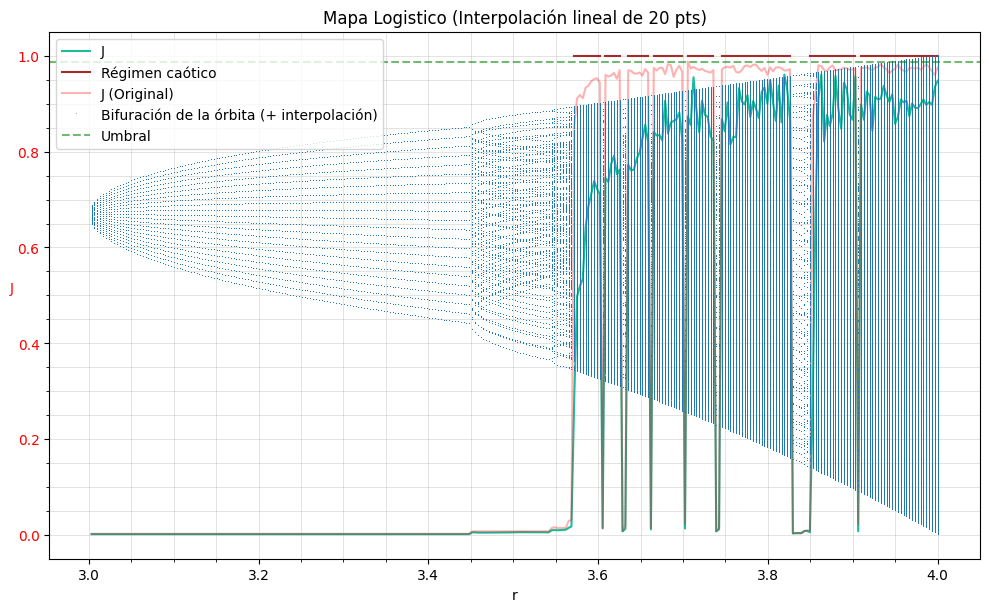 Mapa Logistico (Interpolación lineal de 20 pts)
J
Régimen caótico
J (Original)
Bifuración de la órbita (+ interpolación)
Umbral
1.0
0.8
0.6
0.4
0.2
0.0
J
3.0
3.2
3.4
3.6
3.8
4.0
r